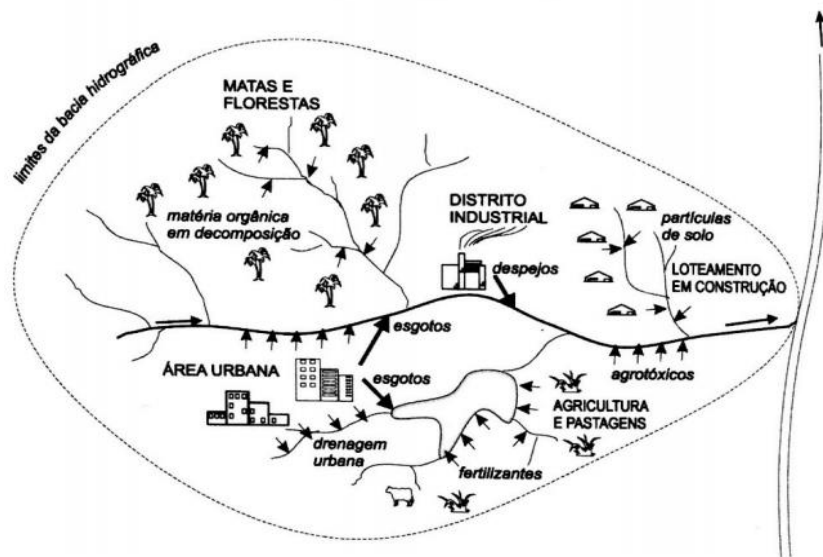 limites da bacia hidrográfica
MATAS E
FLORESTAS
matéria orgânica
em decomposição
DISTRITO
INDUSTRIAL
despejos
partículas
de solo
LOTEAMENTO
EM CONSTRUÇÃO
esgotos
ÁREA URBANA
esgotos
agrotóxicos
AGRICULTURA
E PASTAGENS
drenagem
urbana
fertilizantes